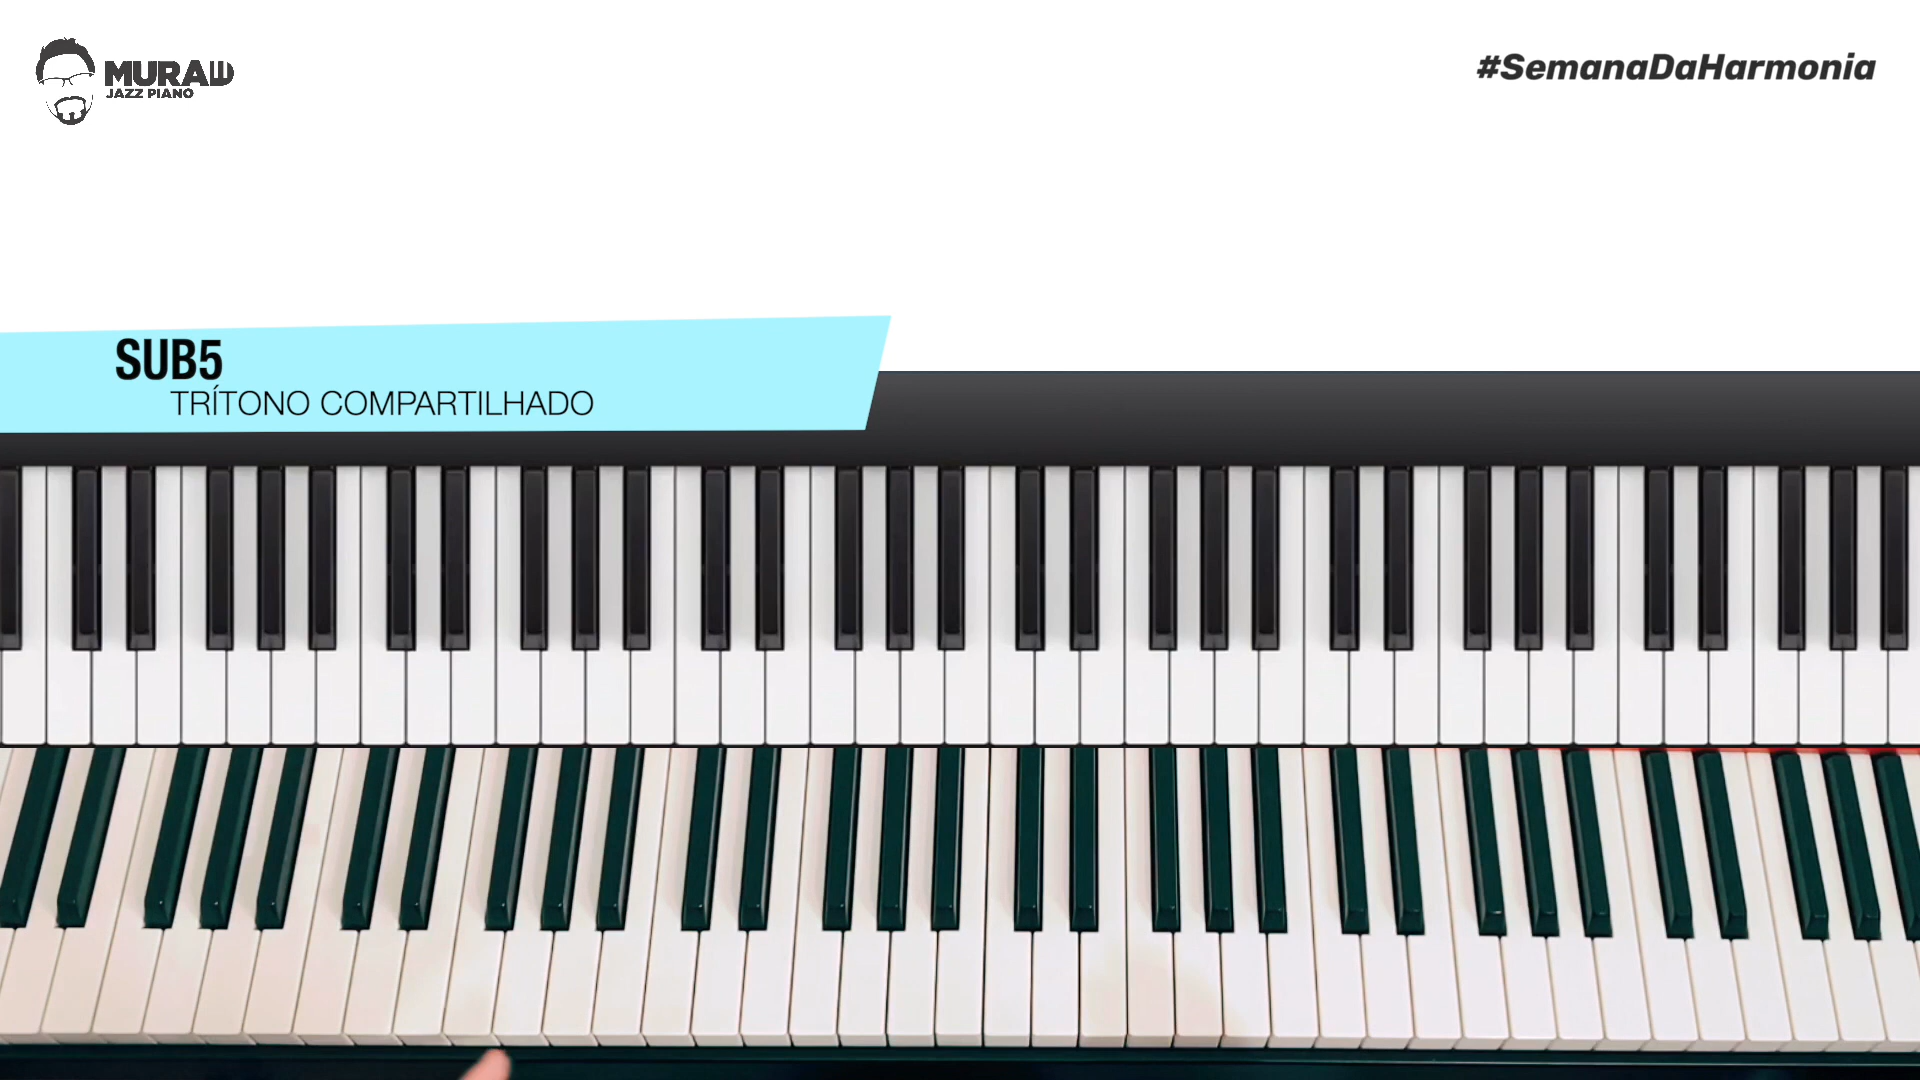 MURAW
JAZZ PIANO
#SemanaDaHarmonia
SUB5
TRÍTONO COMPARTILHADO